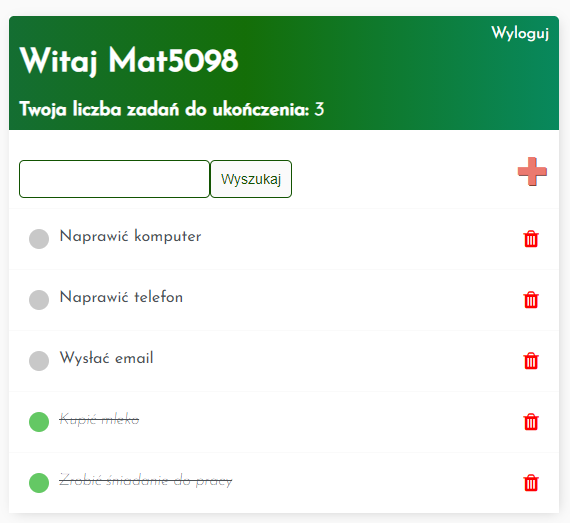 Wyloguj
Witaj Mat5098
Twoja liczba zadań do ukończenia: 3
Wyszukaj
Naprawić komputer
Naprawić telefon
Wysłać email
Kupić mleko
Zrobić śniadanie do pracy